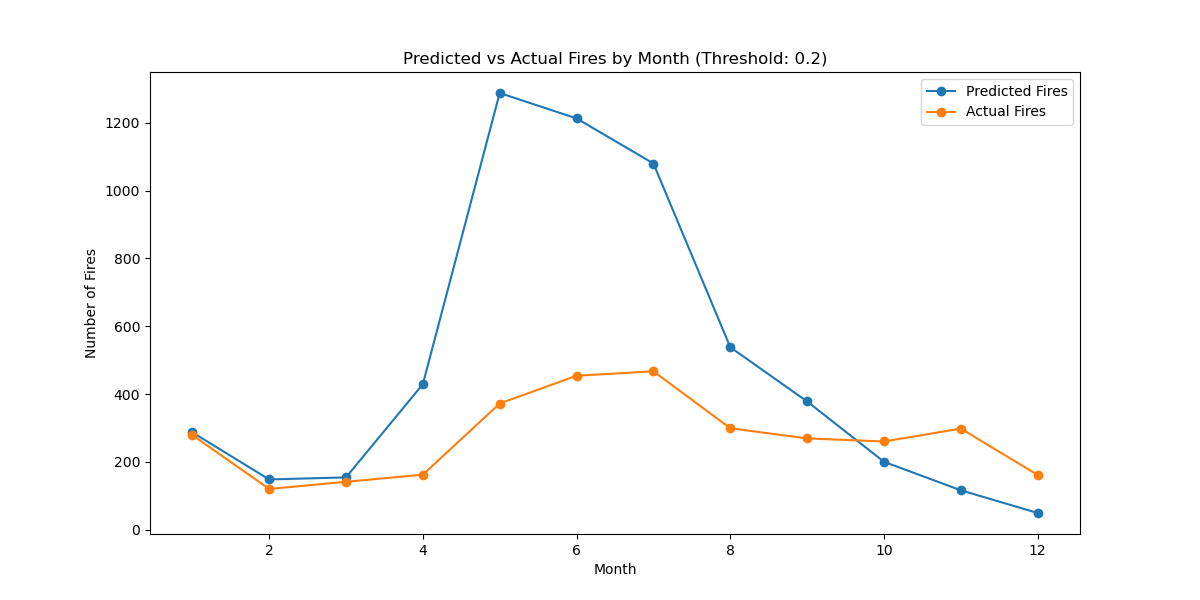 Predicted vs Actual Fires by Month (Threshold: 0.2)
Predicted Fires
Actual Fires
Number of Fires
1200
1000
800
600
400
200
0
2 4 6 8 10 12
Month